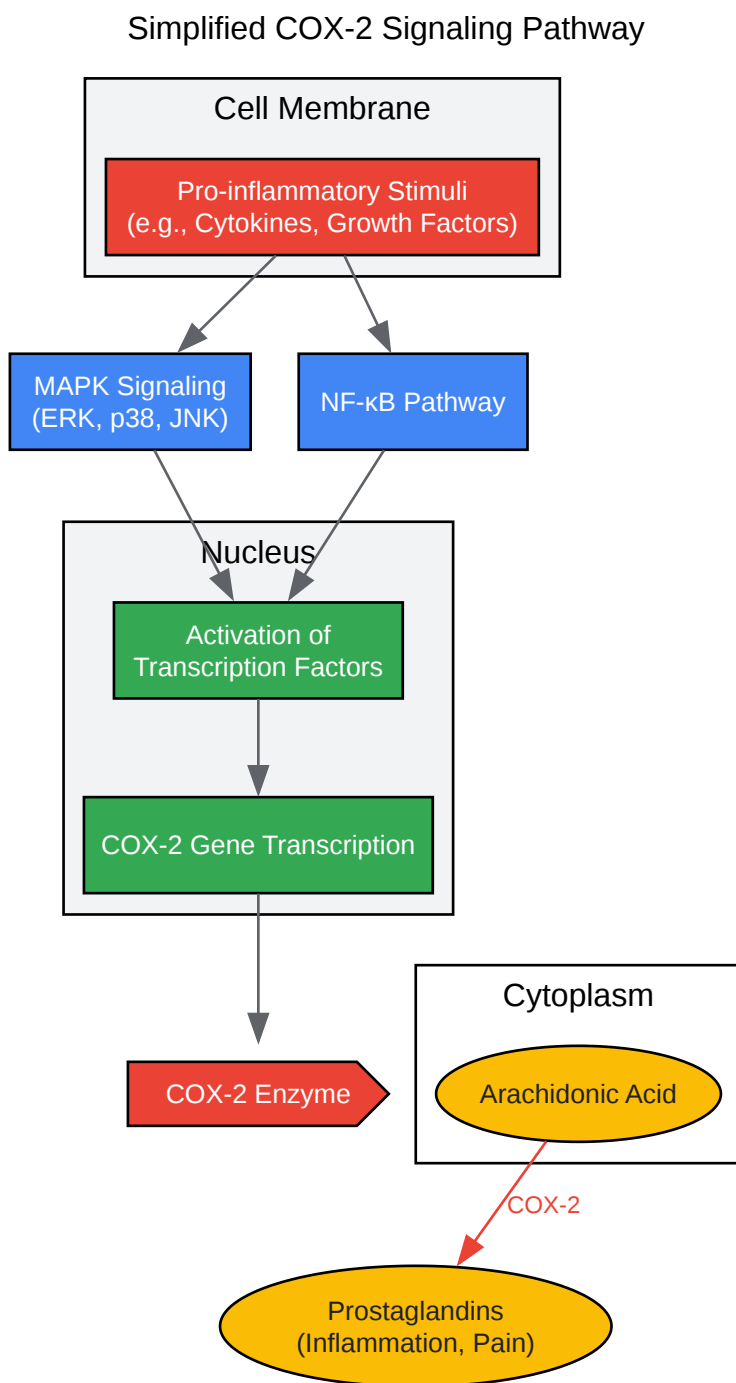 Simplified COX-2 Signaling Pathway
Cell Membrane
Pro-inflammatory Stimuli
(e.g., Cytokines, Growth Factors)
MAPK Signaling
(ERK, p38, JNK)
NF-κB Pathway
Nucleus
Activation of
Transcription Factors
COX-2 Gene Transcription
Cytoplasm
COX-2 Enzyme
Arachidonic Acid
COX-2
Prostaglandins
(Inflammation, Pain)